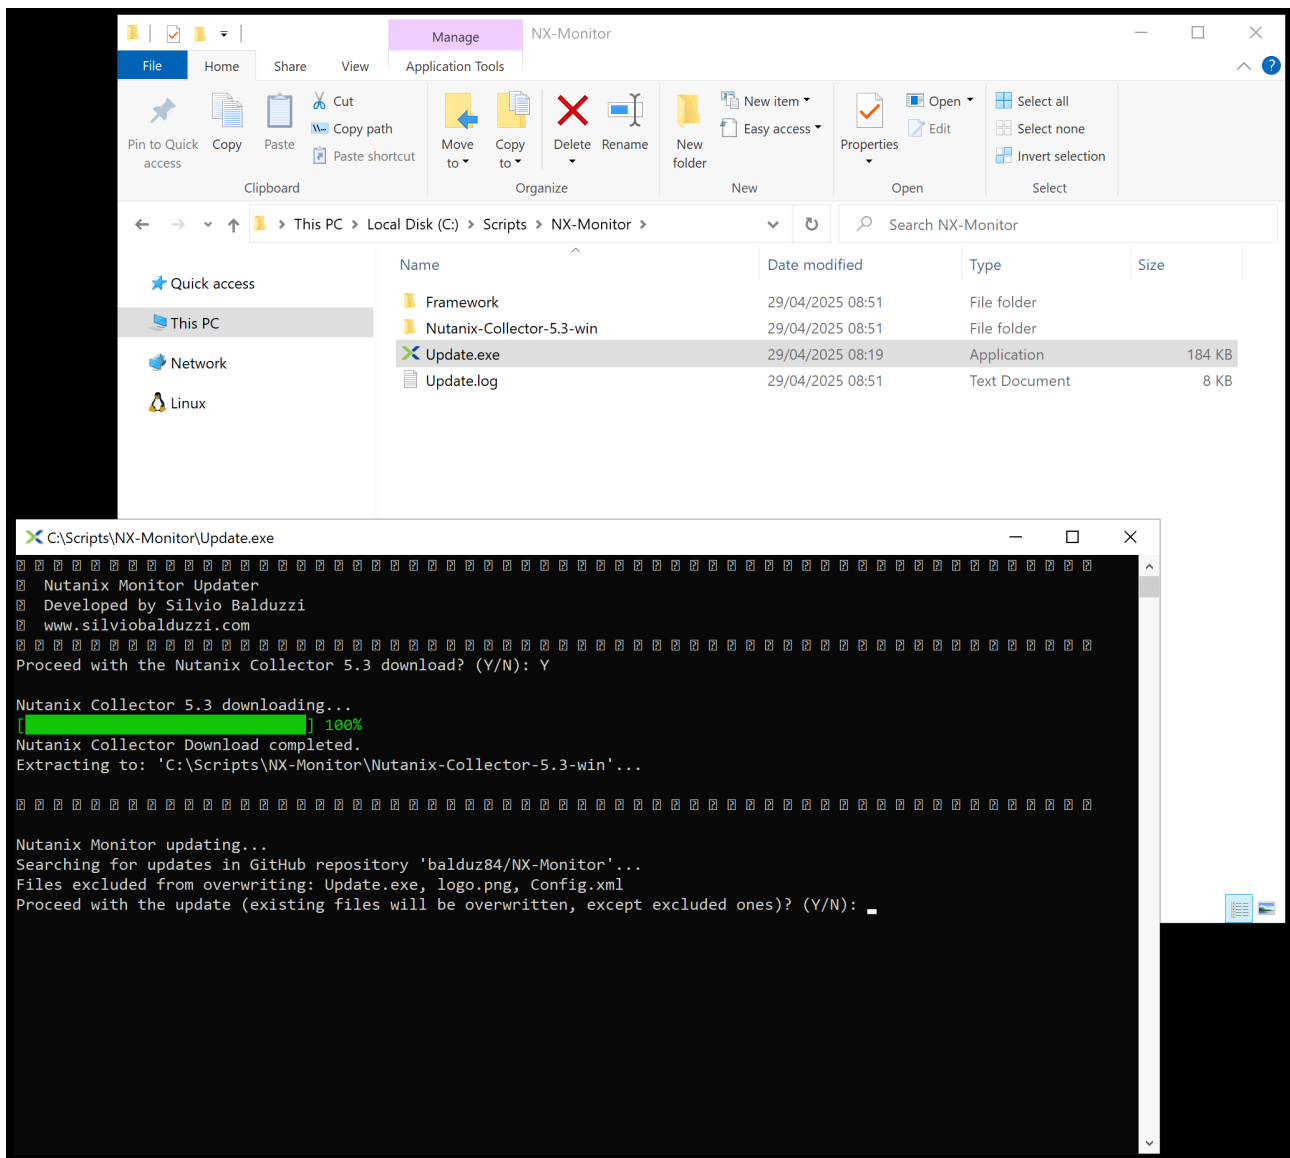 Manage
NX-Monitor
File
Home
Share
View
Application Tools
?
Pin to Quick access
Copy
Paste
Cut
Copy path
Paste shortcut
Clipboard
Move to
Copy to
Delete
Rename
Organize
New folder
New item
Easy access
New
Properties
Open
Edit
Open
Select all
Select none
Invert selection
Select
This PC > Local Disk (C:) > Scripts > NX-Monitor >
Search NX-Monitor
Quick access
This PC
Network
Linux
Name Date modified Type Size
Framework 29/04/2025 08:51 File folder
Nutanix-Collector-5.3-win 29/04/2025 08:51 File folder
Update.exe 29/04/2025 08:19 Application 184 KB
Update.log 29/04/2025 08:51 Text Document 8 KB
C:\Scripts\NX-Monitor\Update.exe
Nutanix Monitor Updater
Developed by Silvio Balduzzi
www.silviobalduzzi.com
Proceed with the Nutanix Collector 5.3 download? (Y/N): Y
Nutanix Collector 5.3 downloading...
[ ] 100%
Nutanix Collector Download completed.
Extracting to: 'C:\Scripts\NX-Monitor\Nutanix-Collector-5.3-win'...
Nutanix Monitor updating...
Searching for updates in GitHub repository 'balduz84/NX-Monitor'...
Files excluded from overwriting: Update.exe, logo.png, Config.xml
Proceed with the update (existing files will be overwritten, except excluded ones)? (Y/N): _